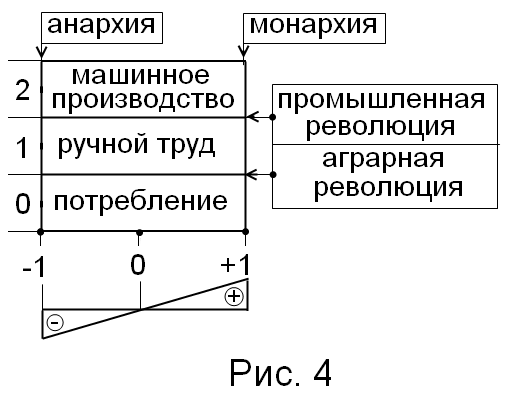 анархия
монархия
2
машинное
производство
промышленная
революция
1
ручной труд
аграрная
революция
0
потребление
-1
0
+1
-
+
Рис. 4